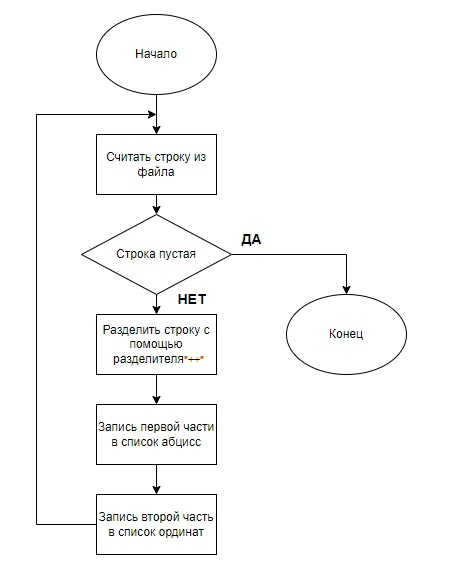 Начало
Считать строку из
файла
Строка пустая
ДА
НЕТ
Разделить строку с
помощью
разделителя"++"
Конец
Запись первой части
в список абцисс
Запись второй часть
в список ординат